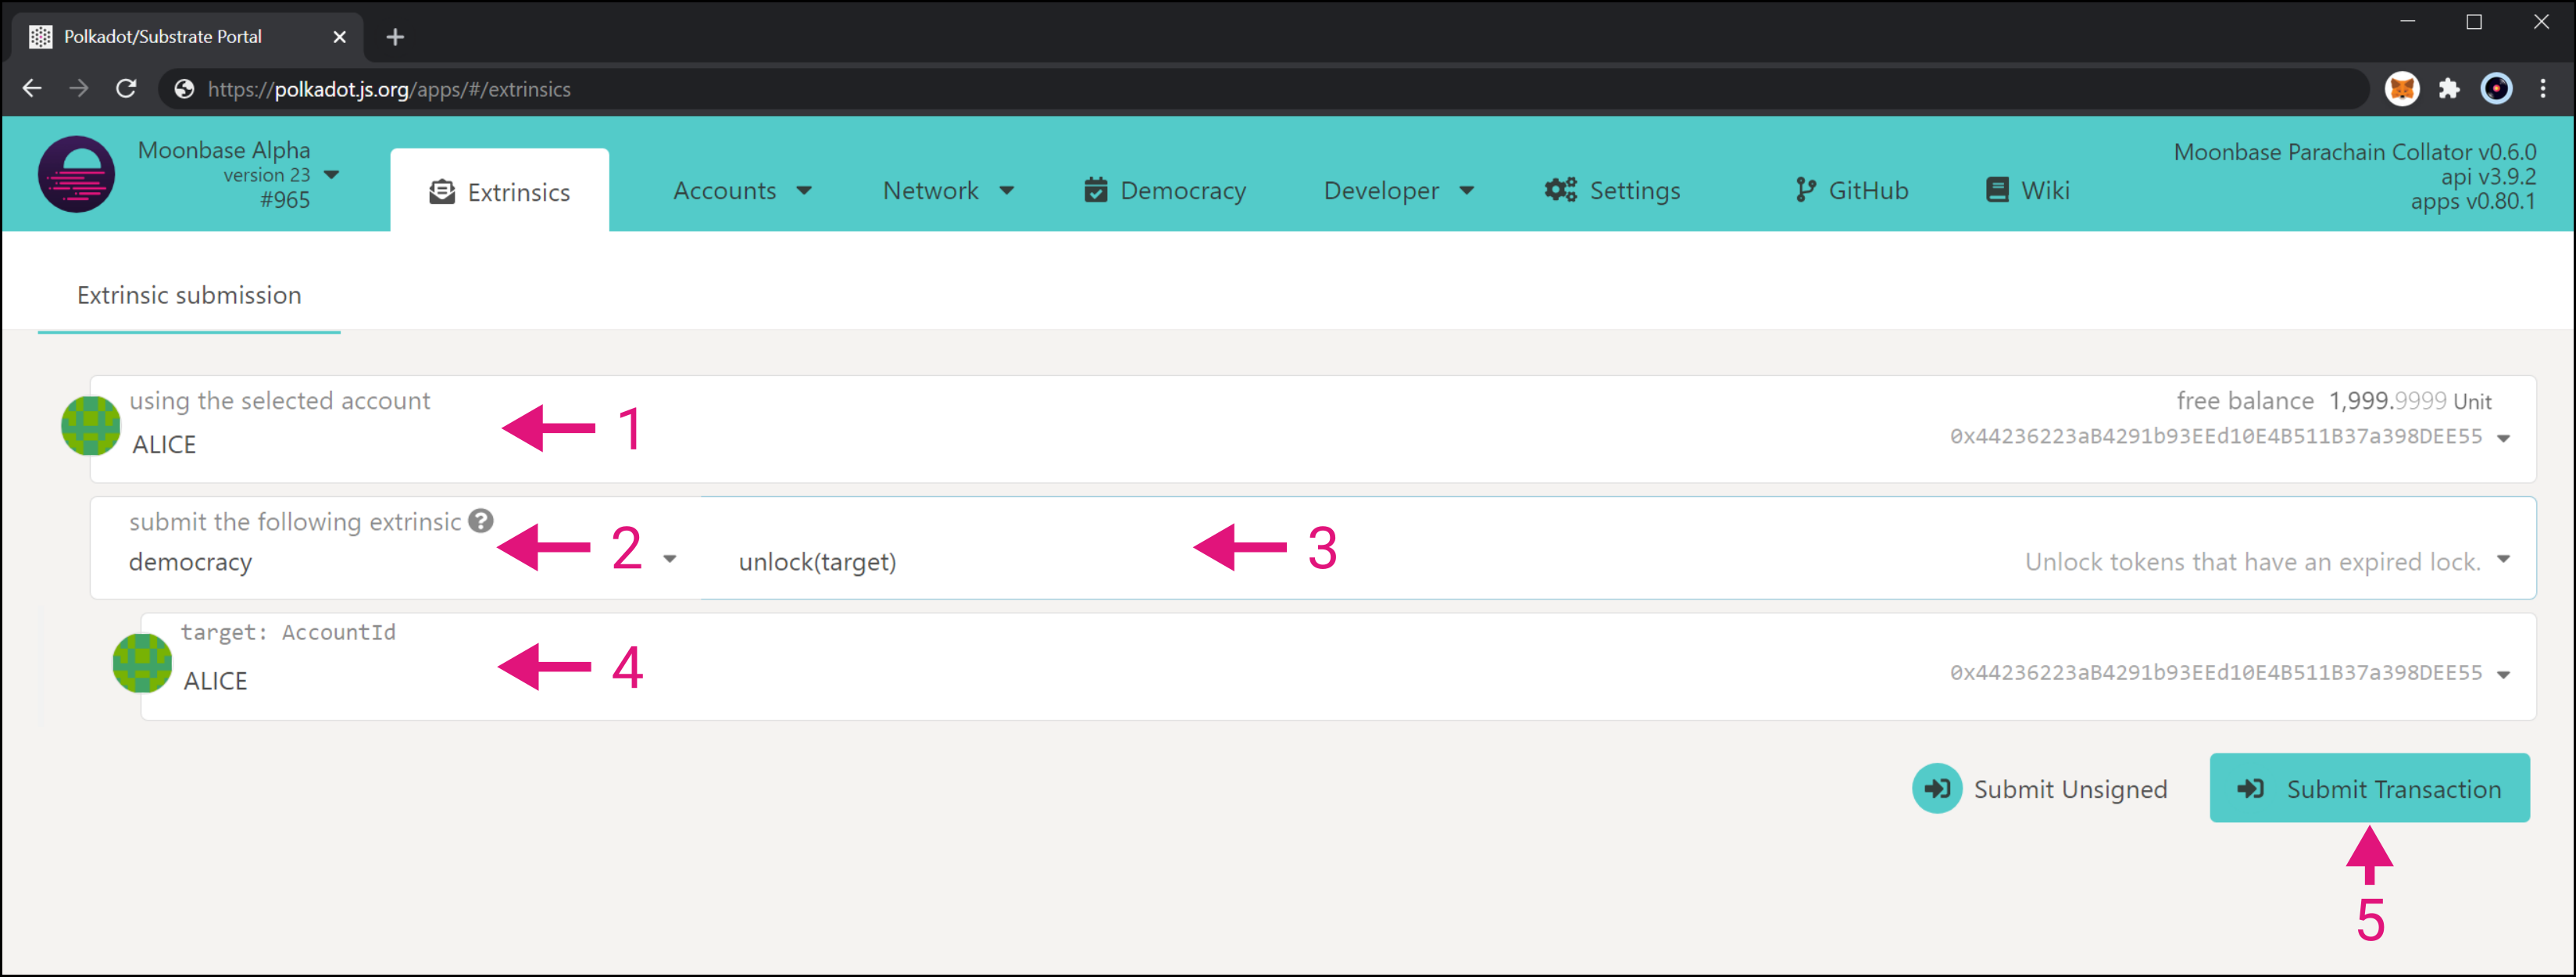 Polkadot/Substrate Portal
https://polkadot.js.org/apps/#/extrinsics
Moonbase Alpha
version 23
#965
Extrinsics
Accounts
Network
Democracy
Developer
Settings
GitHub
Wiki
Moonbase Parachain Collator v0.6.0
api v3.9.2
apps v0.80.1
Extrinsic submission
using the selected account
ALICE
1
free balance 1,999.9999 Unit
0x44236223aB4291b93EEd10E4B511B37a398DEE55
submit the following extrinsic ?
democracy
2
unlock(target)
3
Unlock tokens that have an expired lock.
target: AccountId
ALICE
4
0x44236223aB4291b93EEd10E4B511B37a398DEE55
Submit Unsigned
Submit Transaction
5